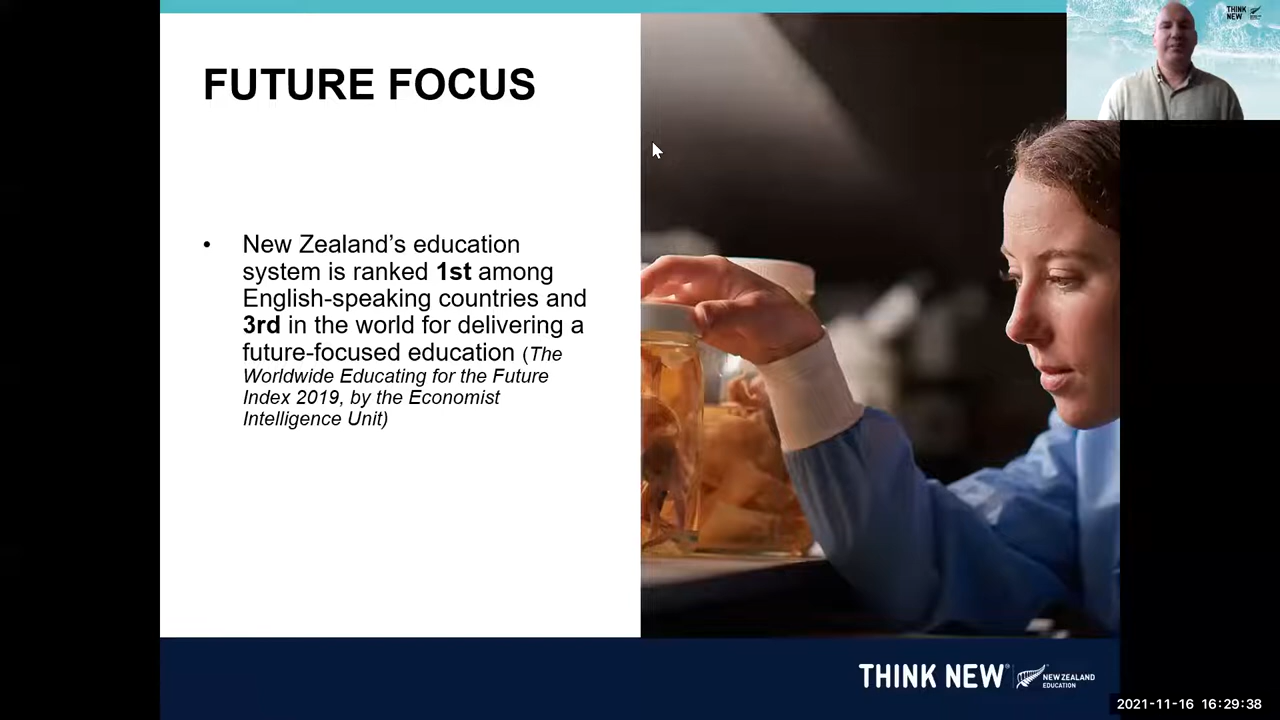 FUTURE FOCUS
• New Zealand’s education
system is ranked 1st among
English-speaking countries and
3rd in the world for delivering a
future-focused education (The
Worldwide Educating for the Future
Index 2019, by the Economist
Intelligence Unit)
THINK NEW
NEW ZEALAND
EDUCATION
THINK
NEW
2021-11-16 16:29:38